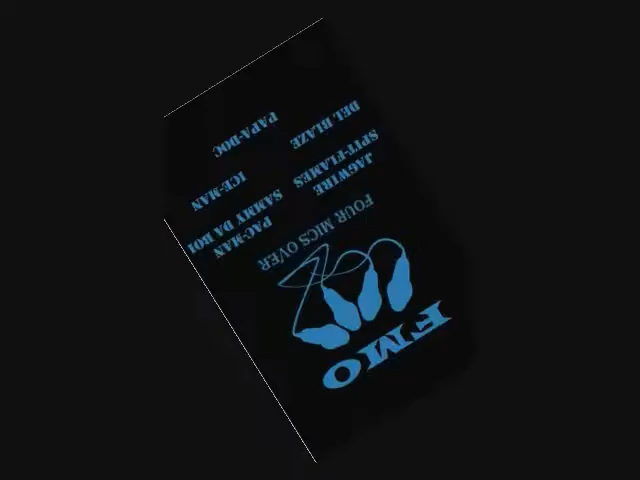 FMO
FOUR MICS OVER
JAGWIRE PAC-MAN
SPIT-FLAMES SAMMY DA BOI
DEL BLAZE ICE-MAN
PAPA-DOC